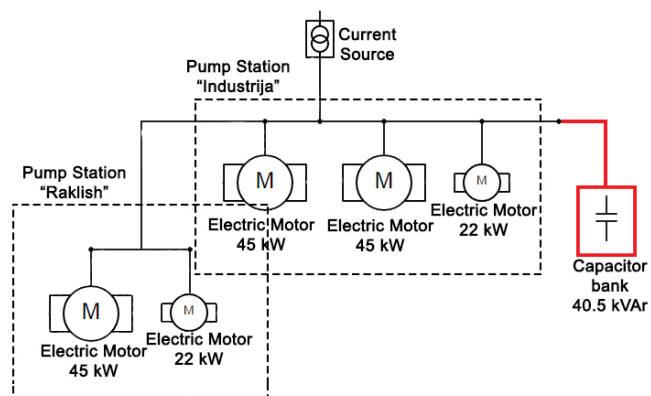 Current
Source
Pump Station
“Industrija”
M
M
M
Electric Motor
45 kW
Electric Motor
45 kW
Electric Motor
22 kW
Capacitor
bank
40.5 kVAr
Pump Station
“Raklish”
M
M
Electric Motor
45 kW
Electric Motor
22 kW